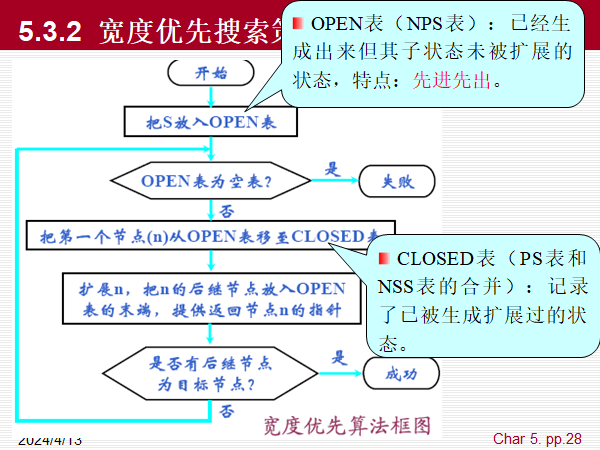 5.3.2 宽度优先搜索
OPEN表（NPS表）：已经生
成出来但其子状态未被扩展的
状态，特点：先进先出。
开始
把S放入OPEN表
OPEN表为空表？
是
失败
否
把第一个节点(n)从OPEN表移至CLOSED表
CLOSED表（PS表和
NSS表的合并）：记录
了已被生成扩展过的状
态。
扩展n，把n的后继节点放入OPEN
表的末端，提供返回节点n的指针
是否有后继节点
为目标节点？
是
成功
否
宽度优先算法框图
2024/4/13
Char 5. pp.28